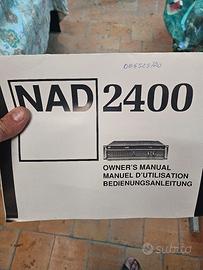 NAD 2400
OWNER'S MANUAL
MANUEL D'UTILISATION
BEDIENUNGSANLEITUNG
subito